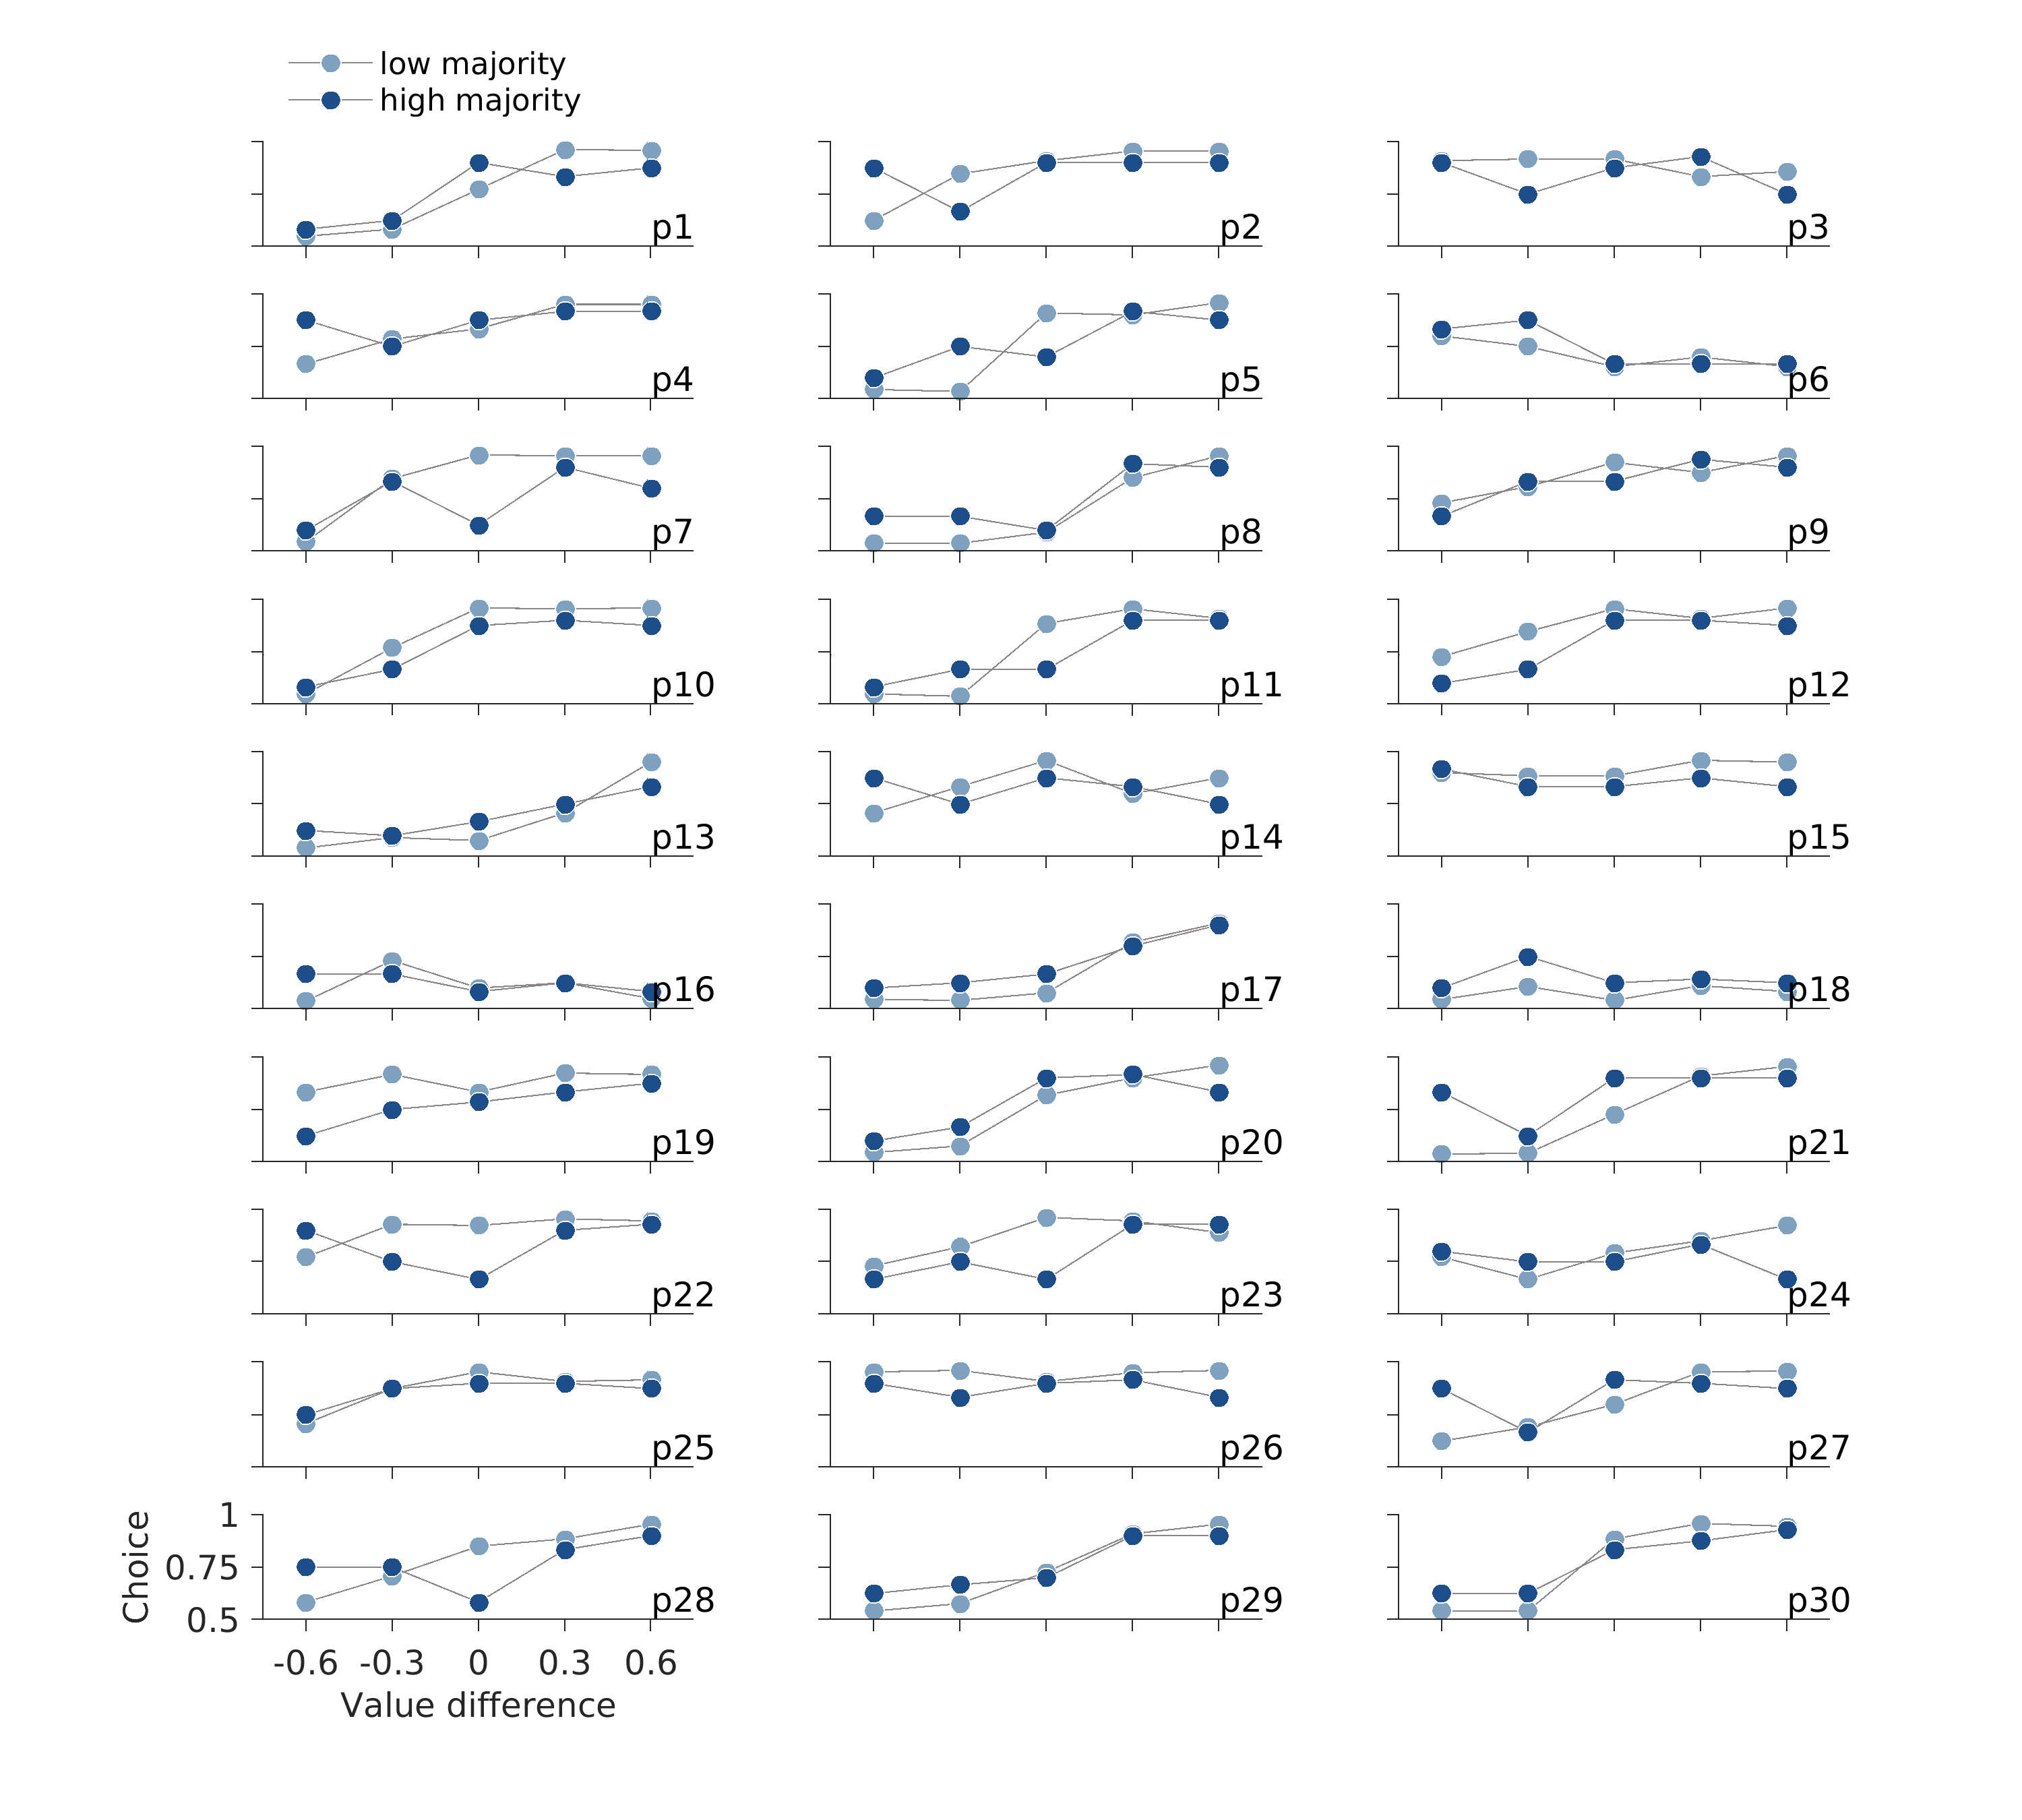 low majority
high majority
p1
p2
p3
p4
p5
p6
p7
p8
p9
p10
p11
p12
p13
p14
p15
p16
p17
p18
p19
p20
p21
p22
p23
p24
p25
p26
p27
Choice
1
0.75
0.5
p28
p29
p30
-0.6 -0.3 0 0.3 0.6
Value difference